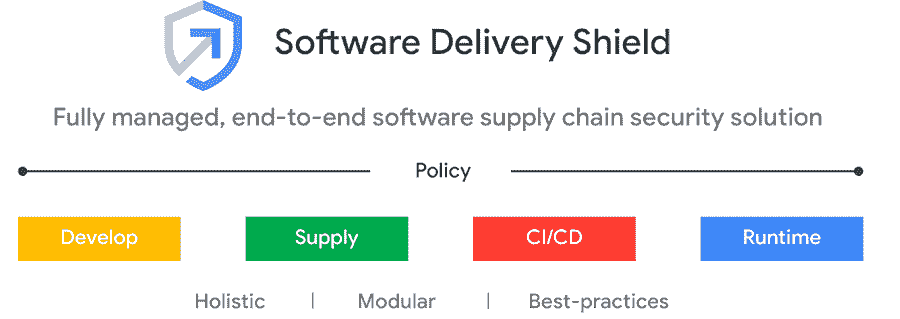 Software Delivery Shield
Fully managed, end-to-end software supply chain security solution
Policy
Develop Supply CI/CD Runtime
Holistic | Modular | Best-practices